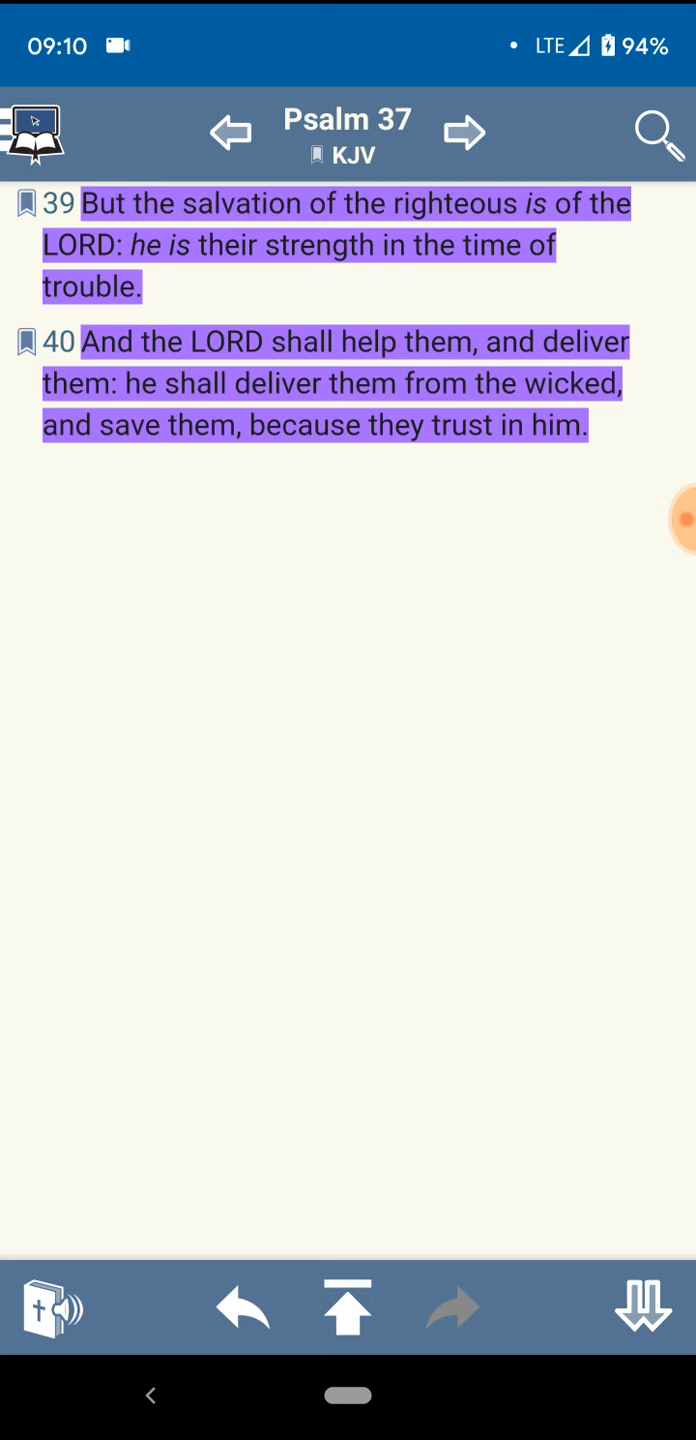 09:10
LTE 94%
Psalm 37
KJV
39 But the salvation of the righteous is of the
LORD: he is their strength in the time of
trouble.
40 And the LORD shall help them, and deliver
them: he shall deliver them from the wicked,
and save them, because they trust in him.